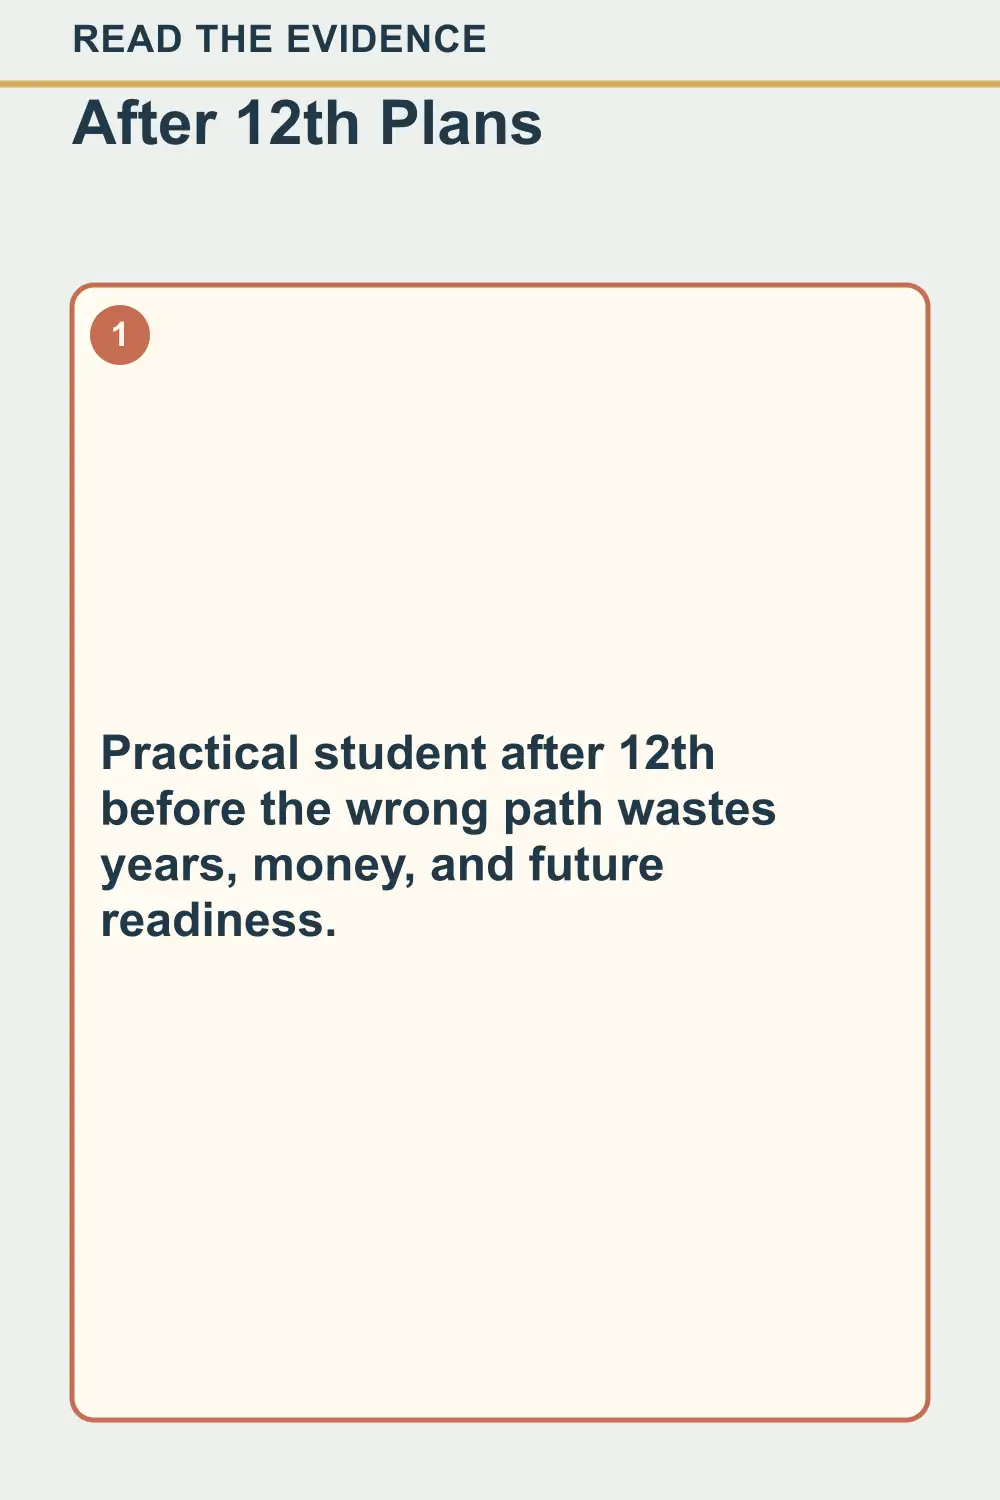 READ THE EVIDENCE
After 12th Plans
1
Practical student after 12th
before the wrong path wastes
years, money, and future
readiness.